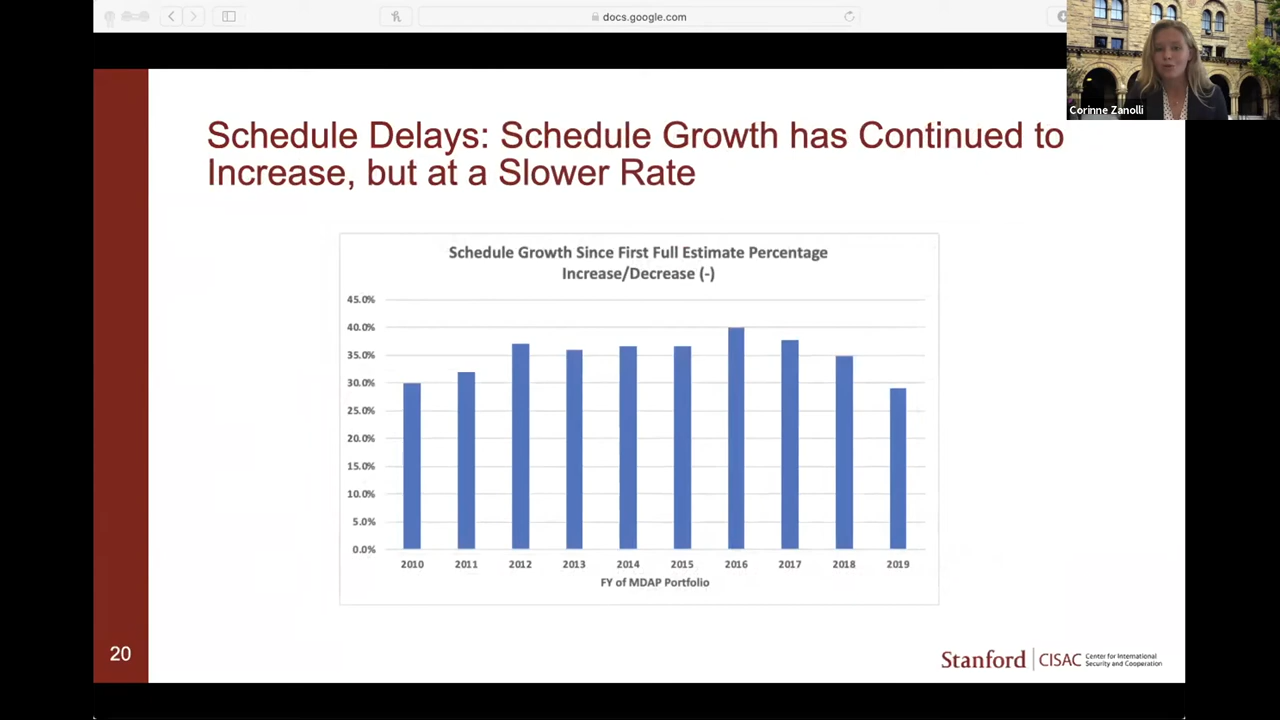 docs.google.com
Corinne Zanolli
Schedule Delays: Schedule Growth has Continued to
Increase, but at a Slower Rate
Schedule Growth Since First Full Estimate Percentage
Increase/Decrease (-)
45.0%
40.0%
35.0%
30.0%
25.0%
20.0%
15.0%
10.0%
5.0%
0.0%
2010 2011 2012 2013 2014 2015 2016 2017 2018 2019
FY of MDAP Portfolio
20
Stanford CISAC Center for International
Security and Cooperation